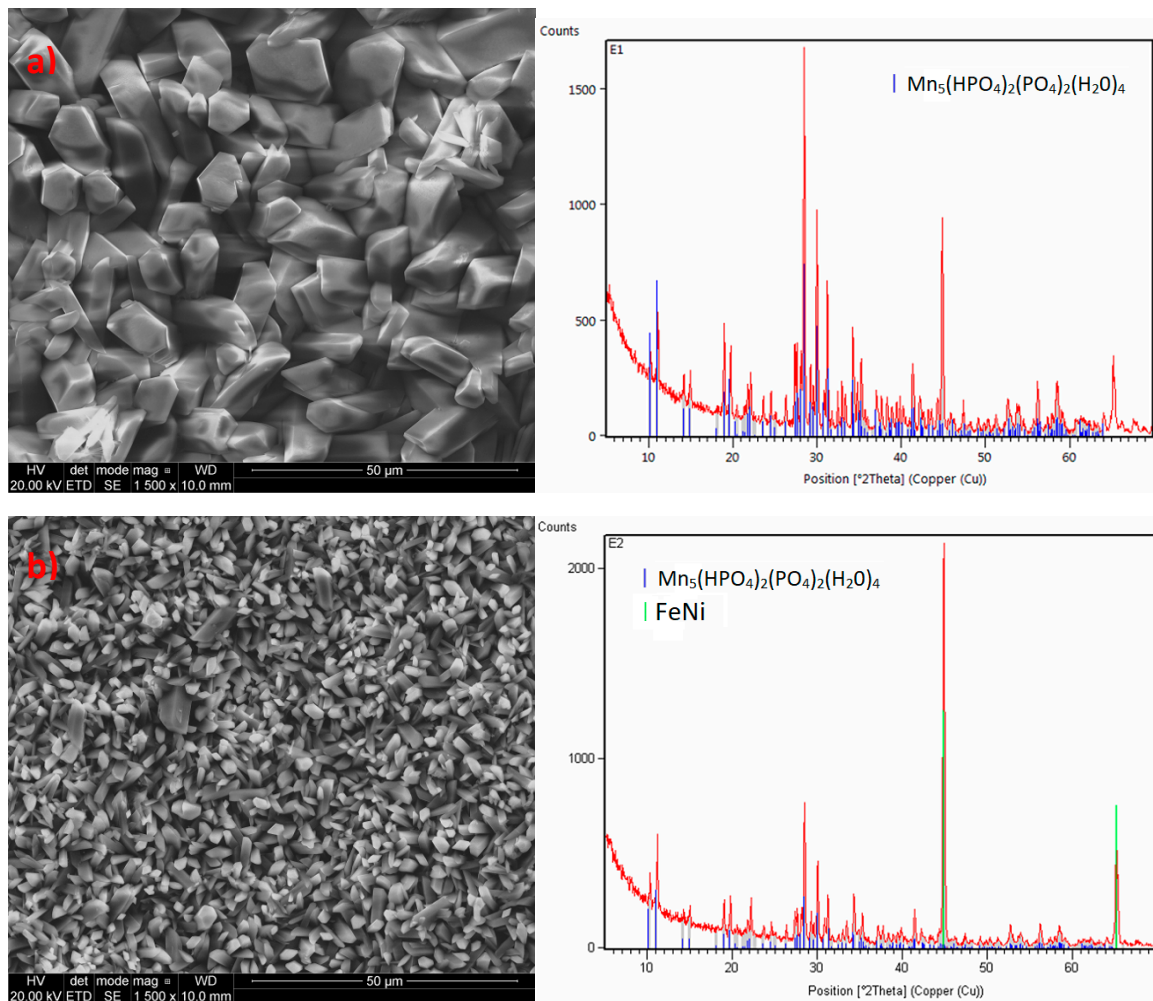 a)
HV det mode mag ⊞ WD 50 µm
20.00 kV ETD SE 1 500 x 10.0 mm
Counts
E1
Mn₅(HPO₄)₂(PO₄)₂(H₂0)₄
1500
1000
500
0
10 20 30 40 50 60
Position [°2Theta] (Copper (Cu))
b)
HV det mode mag ⊞ WD 50 µm
20.00 kV ETD SE 1 500 x 10.0 mm
Counts
E2
Mn₅(HPO₄)₂(PO₄)₂(H₂0)₄
FeNi
2000
1000
0
10 20 30 40 50 60
Position [°2Theta] (Copper (Cu))